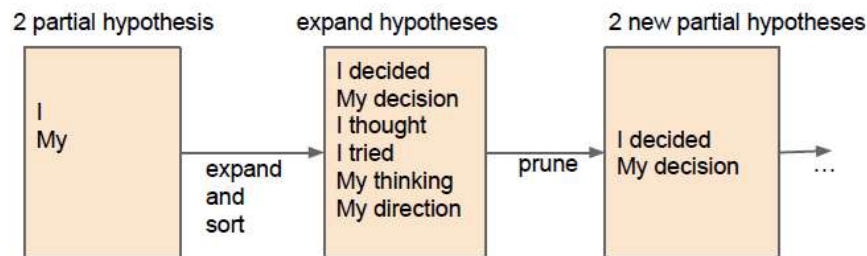 2 partial hypothesis
expand hypotheses
2 new partial hypotheses
I
My
expand
and
sort
I decided
My decision
I thought
I tried
My thinking
My direction
prune
I decided
My decision
...